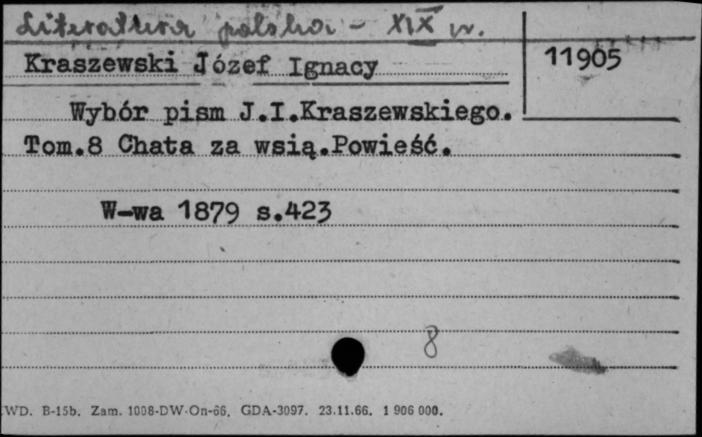 Literatura polska - XIX w.
Kraszewski Józef Ignacy
11905
Wybór pism J.I.Kraszewskiego.
Tom.8 Chata za wsią.Powieść.
W-wa 1879 s.423
8
WD. B-15b. Zam. 1008-DW-On-66. GDA-3097. 23.11.66. 1 906 000.